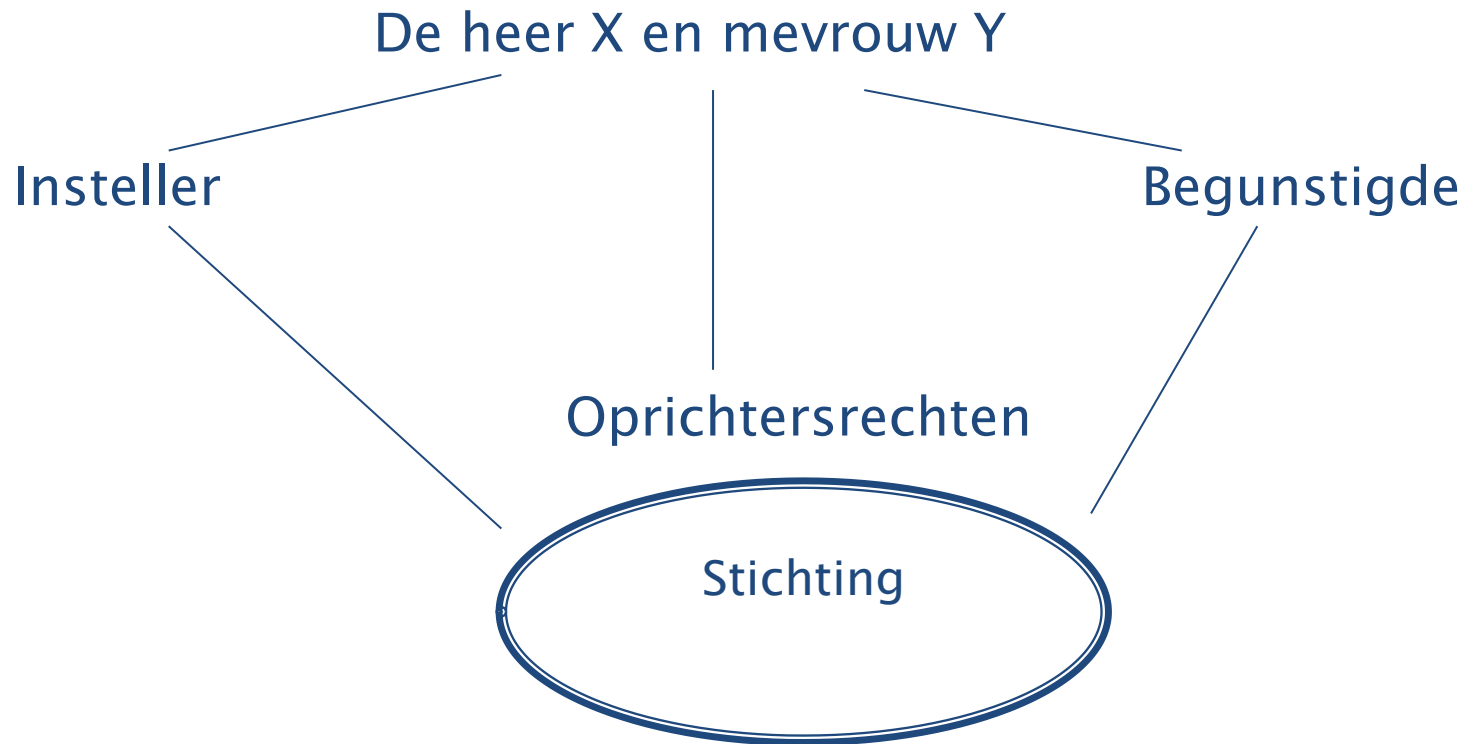 De heer X en mevrouw Y
Insteller
Begunstigde
Oprichtersrechten
Stichting